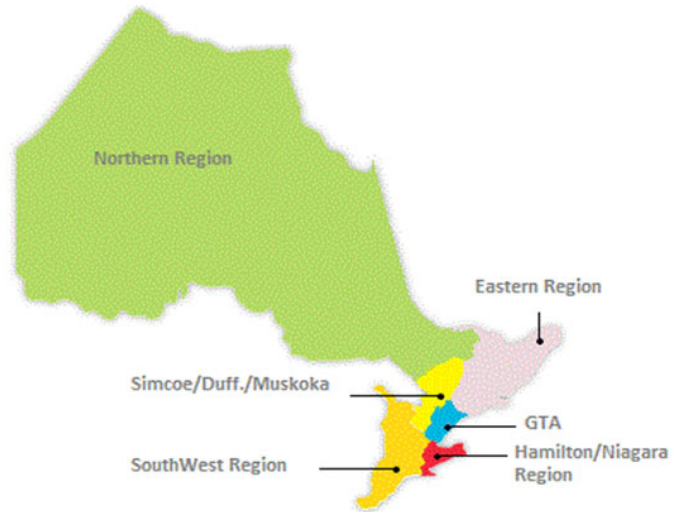 Northern Region
Eastern Region
Simcoe/Duff./Muskoka
GTA
Hamilton/Niagara
Region
SouthWest Region